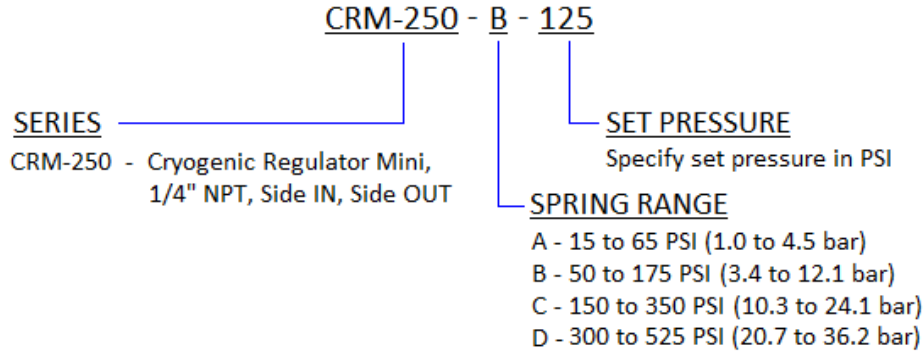 CRM-250 - B - 125
SERIES
CRM-250 - Cryogenic Regulator Mini,
1/4" NPT, Side IN, Side OUT
SET PRESSURE
Specify set pressure in PSI
SPRING RANGE
A - 15 to 65 PSI (1.0 to 4.5 bar)
B - 50 to 175 PSI (3.4 to 12.1 bar)
C - 150 to 350 PSI (10.3 to 24.1 bar)
D - 300 to 525 PSI (20.7 to 36.2 bar)